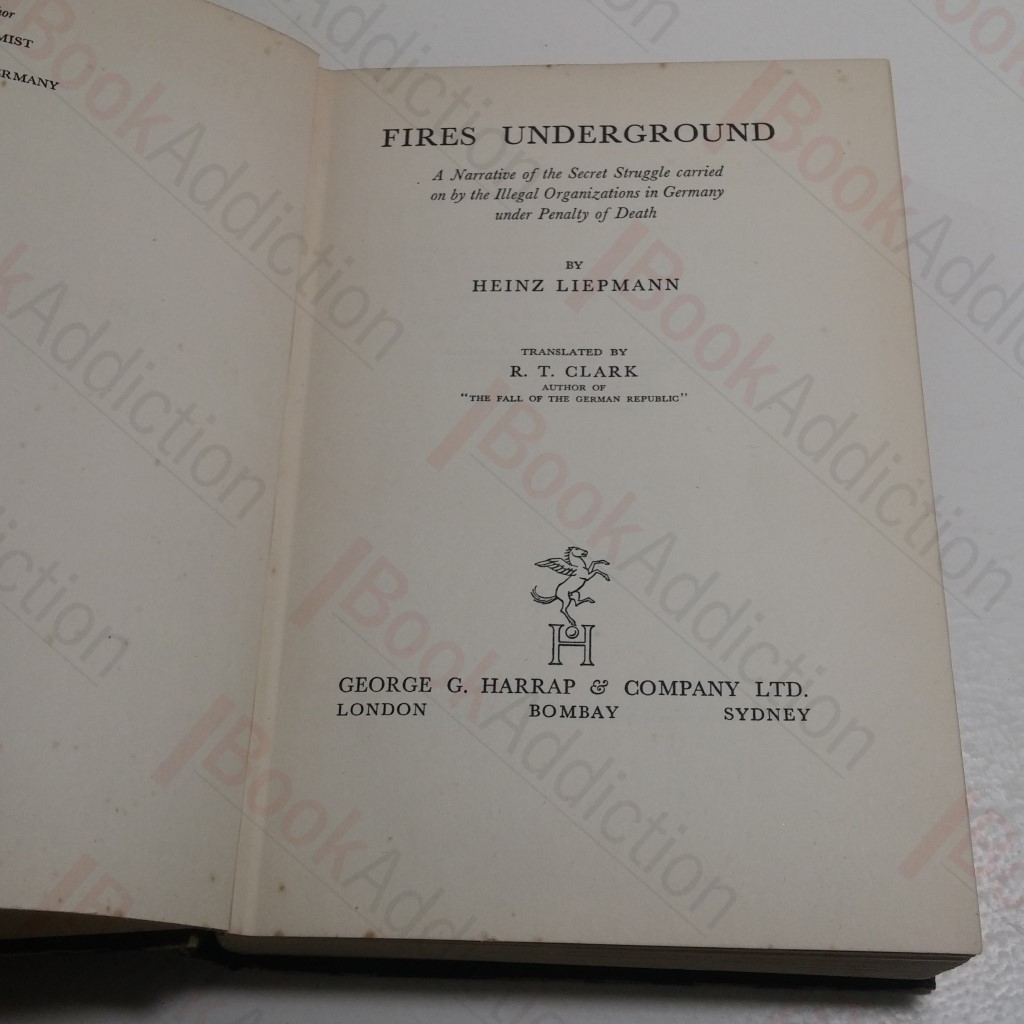 MIST
RMANY
FIRES UNDERGROUND
A Narrative of the Secret Struggle carried
on by the Illegal Organizations in Germany
under Penalty of Death
BY
HEINZ LIEPMANN
TRANSLATED BY
R. T. CLARK
AUTHOR OF
"THE FALL OF THE GERMAN REPUBLIC"
H
GEORGE G. HARRAP & COMPANY LTD.
LONDON BOMBAY SYDNEY
BookAddiction